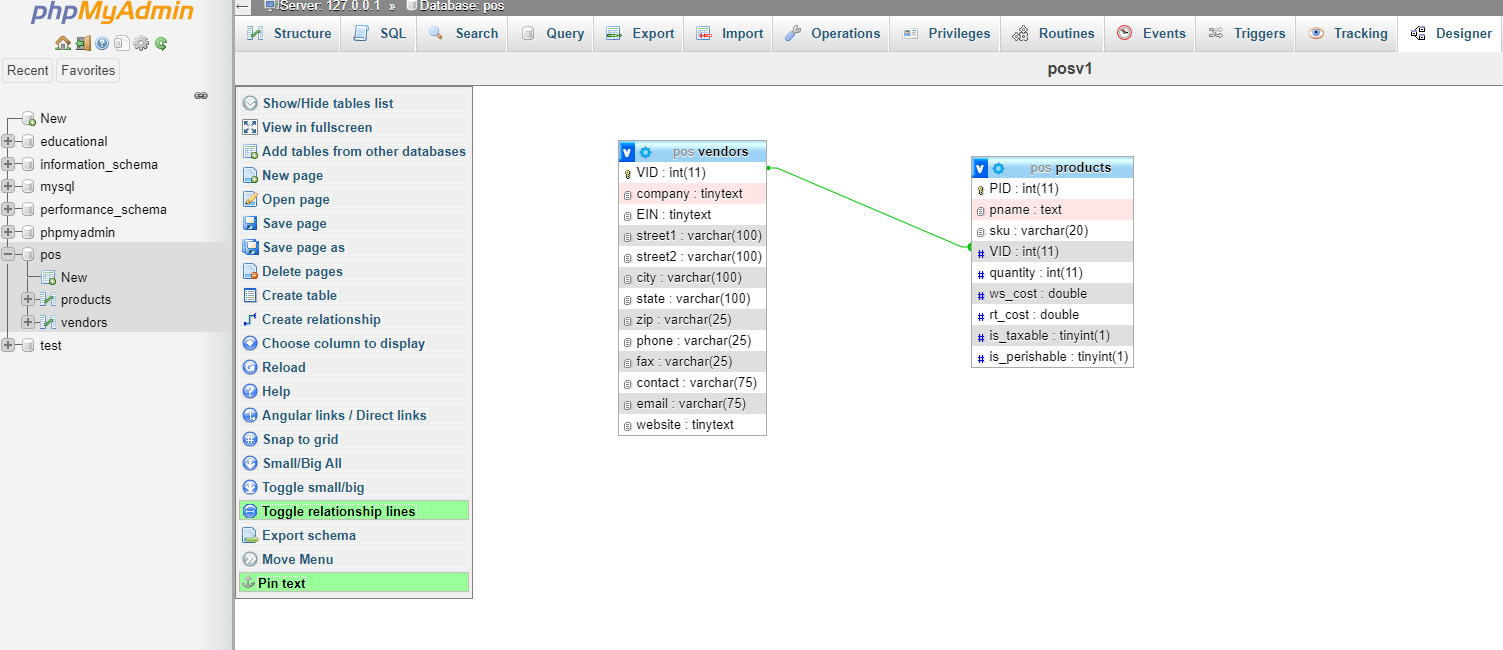 phpMyAdmin
Recent Favorites
New
educational
information_schema
mysql
performance_schema
phpmyadmin
pos
New
products
vendors
test
Server: 127.0.0.1 » Database: pos
Structure SQL Search Query Export Import Operations Privileges Routines Events Triggers Tracking Designer
posv1
Show/Hide tables list
View in fullscreen
Add tables from other databases
New page
Open page
Save page
Save page as
Delete pages
Create table
Create relationship
Choose column to display
Reload
Help
Angular links / Direct links
Snap to grid
Small/Big All
Toggle small/big
Toggle relationship lines
Export schema
Move Menu
Pin text
v pos vendors
VID : int(11)
company : tinytext
EIN : tinytext
street1 : varchar(100)
street2 : varchar(100)
city : varchar(100)
state : varchar(100)
zip : varchar(25)
phone : varchar(25)
fax : varchar(25)
contact : varchar(75)
email : varchar(75)
website : tinytext
v pos products
PID : int(11)
pname : text
sku : varchar(20)
# VID : int(11)
# quantity : int(11)
# ws_cost : double
# rt_cost : double
# is_taxable : tinyint(1)
# is_perishable : tinyint(1)